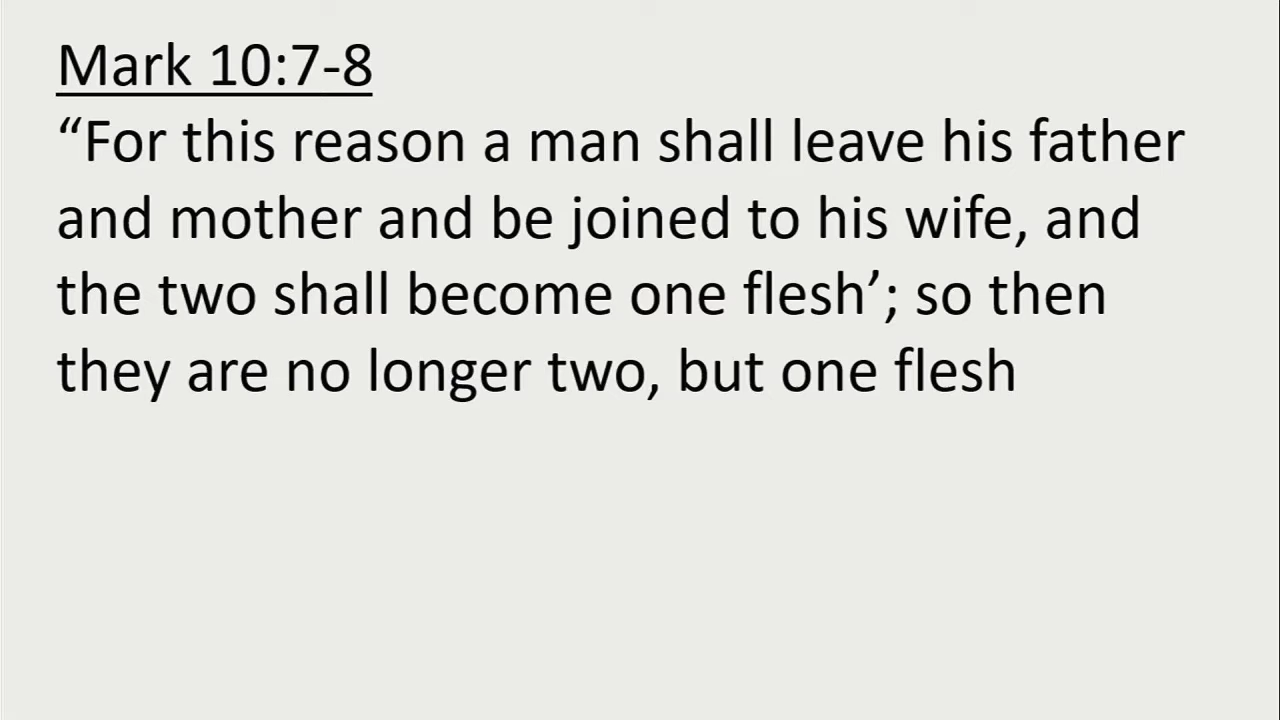 Mark 10:7-8
“For this reason a man shall leave his father
and mother and be joined to his wife, and
the two shall become one flesh’; so then
they are no longer two, but one flesh